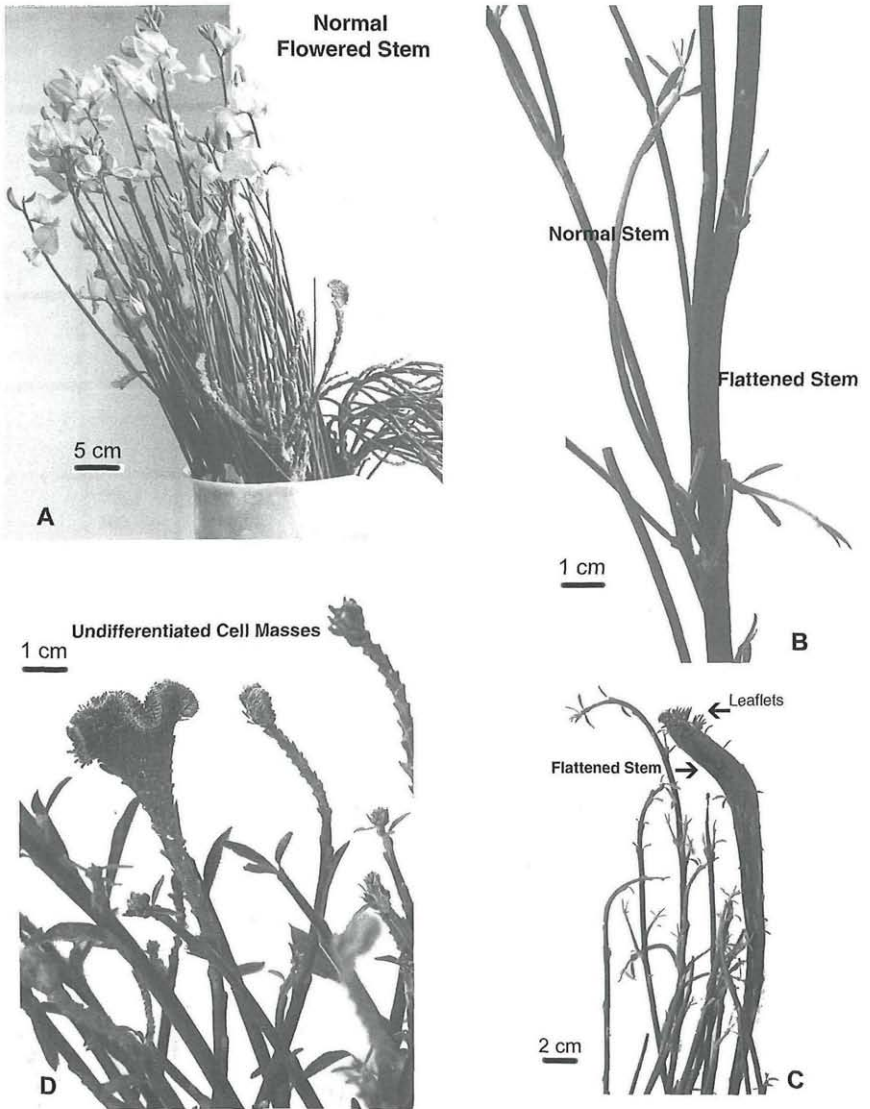 Normal
Flowered Stem
5 cm
A
Normal Stem
Flattened Stem
1 cm
B
Undifferentiated Cell Masses
1 cm
D
Leaflets
Flattened Stem
2 cm
C